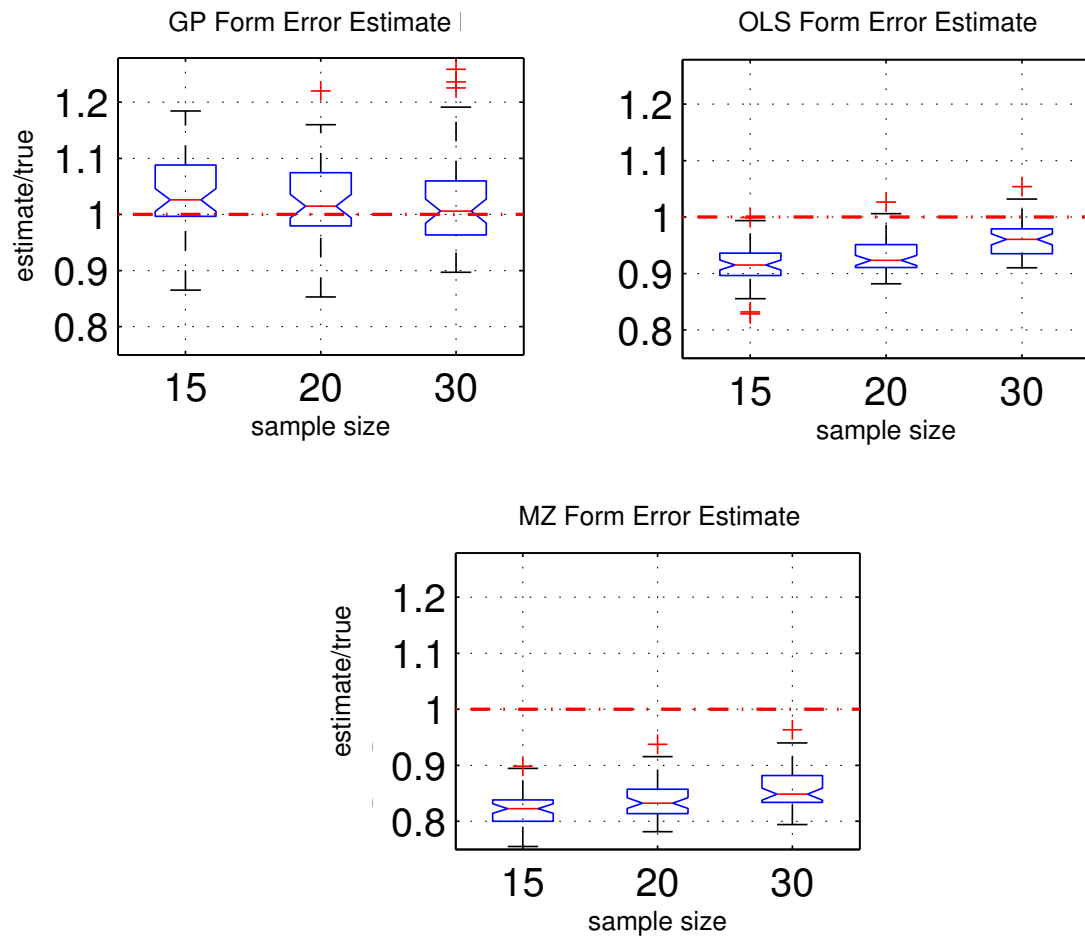 GP Form Error Estimate
estimate/true
1.2
1.1
1
0.9
0.8
15 20 30
sample size
OLS Form Error Estimate
1.2
1.1
1
0.9
0.8
15 20 30
sample size
MZ Form Error Estimate
estimate/true
1.2
1.1
1
0.9
0.8
15 20 30
sample size